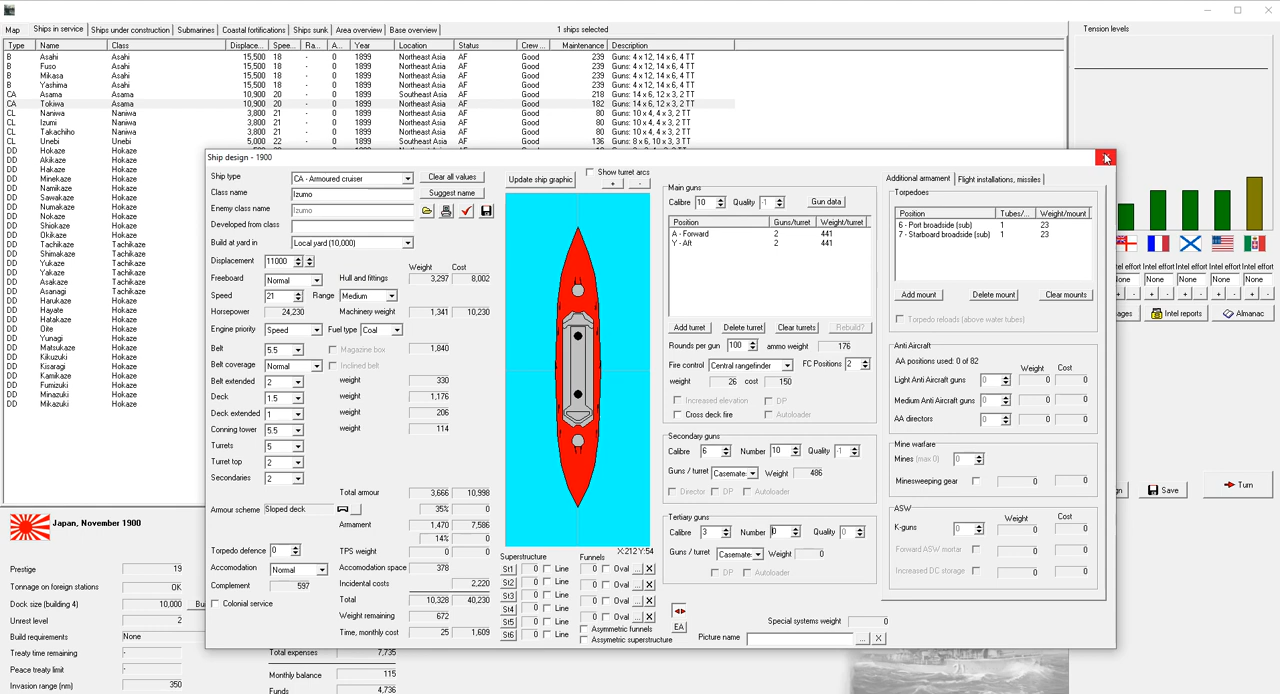 Map Ships in service Ships under construction Submarines Coastal fortifications Ships sunk Area overview Base overview 1 ships selected Tension levels
Type Name Class Displace... Spee... Ra... A... Year Location Status Crew ... Maintenance Description
B Asahi Asahi 15,500 18 - 0 1899 Northeast Asia AF Good 239 Guns: 4 x 12, 14 x 6, 4 TT
B Fuso Asahi 15,500 18 - 0 1899 Northeast Asia AF Good 239 Guns: 4 x 12, 14 x 6, 4 TT
B Mikasa Asahi 15,500 18 - 0 1899 Northeast Asia AF Good 239 Guns: 4 x 12, 14 x 6, 4 TT
B Yashima Asahi 15,500 18 - 0 1899 Northeast Asia AF Good 239 Guns: 4 x 12, 14 x 6, 4 TT
CA Asama Asama 10,900 20 - 0 1899 Southeast Asia AF Good 218 Guns: 14 x 6, 12 x 3, 2 TT
CA Tokiwa Asama 10,900 20 - 0 1899 Northeast Asia AF Good 182 Guns: 14 x 6, 12 x 3, 2 TT
CL Naniwa Naniwa 3,800 21 - 0 1899 Northeast Asia AF Good 80 Guns: 10 x 4, 4 x 3, 2 TT
CL Izumi Naniwa 3,800 21 - 0 1899 Northeast Asia AF Good 80 Guns: 10 x 4, 4 x 3, 2 TT
CL Takachiho Naniwa 3,800 21 - 0 1899 Northeast Asia AF Good 80 Guns: 10 x 4, 4 x 3, 2 TT
CL Unebi Unebi 5,000 22 - 0 1899 Southeast Asia AF Good 136 Guns: 8 x 6, 10 x 3, 3 TT
DD Hokaze Hokaze
DD Akikaze Hokaze
DD Hakaze Hokaze
DD Minekaze Hokaze
DD Namikaze Hokaze
DD Sawakaze Hokaze
DD Numakaze Hokaze
DD Nokaze Hokaze
DD Shiokaze Hokaze
DD Okikaze Hokaze
DD Tachikaze Tachikaze
DD Shimakaze Tachikaze
DD Yukaze Tachikaze
DD Yakaze Tachikaze
DD Asakaze Tachikaze
DD Asanagi Tachikaze
DD Harukaze Hokaze
DD Hayate Hokaze
DD Hatakaze Hokaze
DD Oite Hokaze
DD Yunagi Hokaze
DD Matsukaze Hokaze
DD Kikuzuki Hokaze
DD Kisaragi Hokaze
DD Kamikaze Hokaze
DD Fumizuki Hokaze
DD Minazuki Hokaze
DD Mikazuki Hokaze
Ship design - 1900
Ship type CA - Armoured cruiser Clear all values
Class name Izumo Suggest name
Enemy class name Izumo
Developed from class
Build at yard in Local yard (10,000)
Displacement 11000 Weight Cost
Freeboard Normal Hull and fittings 3,297 8,002
Speed 21 Range Medium Machinery weight 1,341 10,230
Horsepower 24,230
Engine priority Speed Fuel type Coal
Belt 5.5 Magazine box 1,840
Belt coverage Normal Inclined belt
Belt extended 2 weight 330
Deck 1.5 weight 1,176
Deck extended 1 weight 206
Conning tower 5.5 weight 114
Turrets 5
Turret top 2
Secondaries 2
Total amour 3,666 10,998
Armour scheme Sloped deck 35% 0
Armament 1,470 7,586
14% 0
Torpedo defence 0 TPS weight 0 0
Accomodation Normal Accomodation space 378
Complement 597 Incidental costs 2,220
Colonial service Total 10,328 40,230
Weight remaining 672
Time, monthly cost 25 1,609
Update ship graphic Show turret arcs
+ -
X:212 Y:54
Superstructure Funnels
St1 0 Line 0 Oval ... X
St2 0 Line 0 Oval ... X
St3 0 Line
St4 0 Line 0 Oval ... X
St5 0 Line 0 Oval ... X
St6 0 Line
Asymmetric funnels
Assymetric superstructure
Main guns
Calibre 10 Quality -1 Gun data
Position Guns/turret Weight/turret
A - Forward 2 441
Y - Aft 2 441
Add turret Delete turret Clear turrets Rebuild?
Rounds per gun 100 ammo weight 176
Fire control Central rangefinder FC Positions 2
weight 26 cost 150
Increased elevation DP
Cross deck fire Autoloader
Secondary guns
Calibre 6 Number 10 Quality -1
Guns / turret Casemate: Weight 486
Director DP Autoloader
Tertiary guns
Calibre 3 Number 0 Quality 0
Guns / turret Casemate: Weight 0
DP Autoloader
EA
Special systems weight 0
Picture name ... X
Additional armament Flight installations, missiles
Torpedoes
Position Tubes/... Weight/mount
6 - Port broadside (sub) 1 23
7 - Starboard broadside (sub) 1 23
Add mount Delete mount Clear mounts
Torpedo reloads (above water tubes)
Anti Aircraft
AA positions used: 0 of 82
Weight Cost
Light Anti Aircraft guns 0 0 0
Medium Anti Aircraft guns 0 0 0
AA directors 0 0 0
Mine warfare
Mines (max 0) 0
Minesweeping gear 0 0
ASW
Weight Cost
K-guns 0 0 0
Forward ASW mortar 0 0
Increased DC storage 0 0
Intel effort Intel effort Intel effort Intel effort Intel effort
None None None None
+ - + - + - + - -
ages Intel reports Almanac
gn Save Turn
Japan, November 1900
Prestige 19
Tonnage on foreign stations OK
Dock size (building 4) 10,000 Bui
Unrest level 2
Build requirements None
Treaty time remaining -
Peace treaty limit -
Invasion range (nm) 350
Total expenses 7,735
Monthly balance 115
Funds 4,736